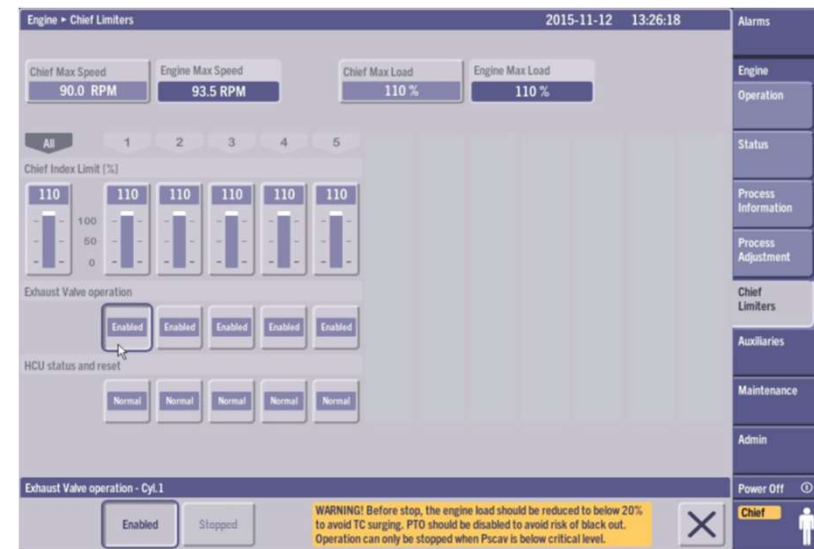 Engine ▸ Chief Limiters 2015-11-12 13:26:18
Chief Max Speed Engine Max Speed Chief Max Load Engine Max Load
90.0 RPM 93.5 RPM 110 % 110 %
All 1 2 3 4 5
Chief Index Limit [%]
110 110 110 110 110 110
100
50
0
Exhaust Valve operation
Enabled Enabled Enabled Enabled Enabled
HCU status and reset
Normal Normal Normal Normal Normal
Exhaust Valve operation - Cyl.1
Enabled Stopped
WARNING! Before stop, the engine load should be reduced to below 20%
to avoid TC surging. PTO should be disabled to avoid risk of black out.
Operation can only be stopped when Pscav is below critical level.
Alarms
Engine
Operation
Status
Process
Information
Process
Adjustment
Chief
Limiters
Auxiliaries
Maintenance
Admin
Power Off
Chief